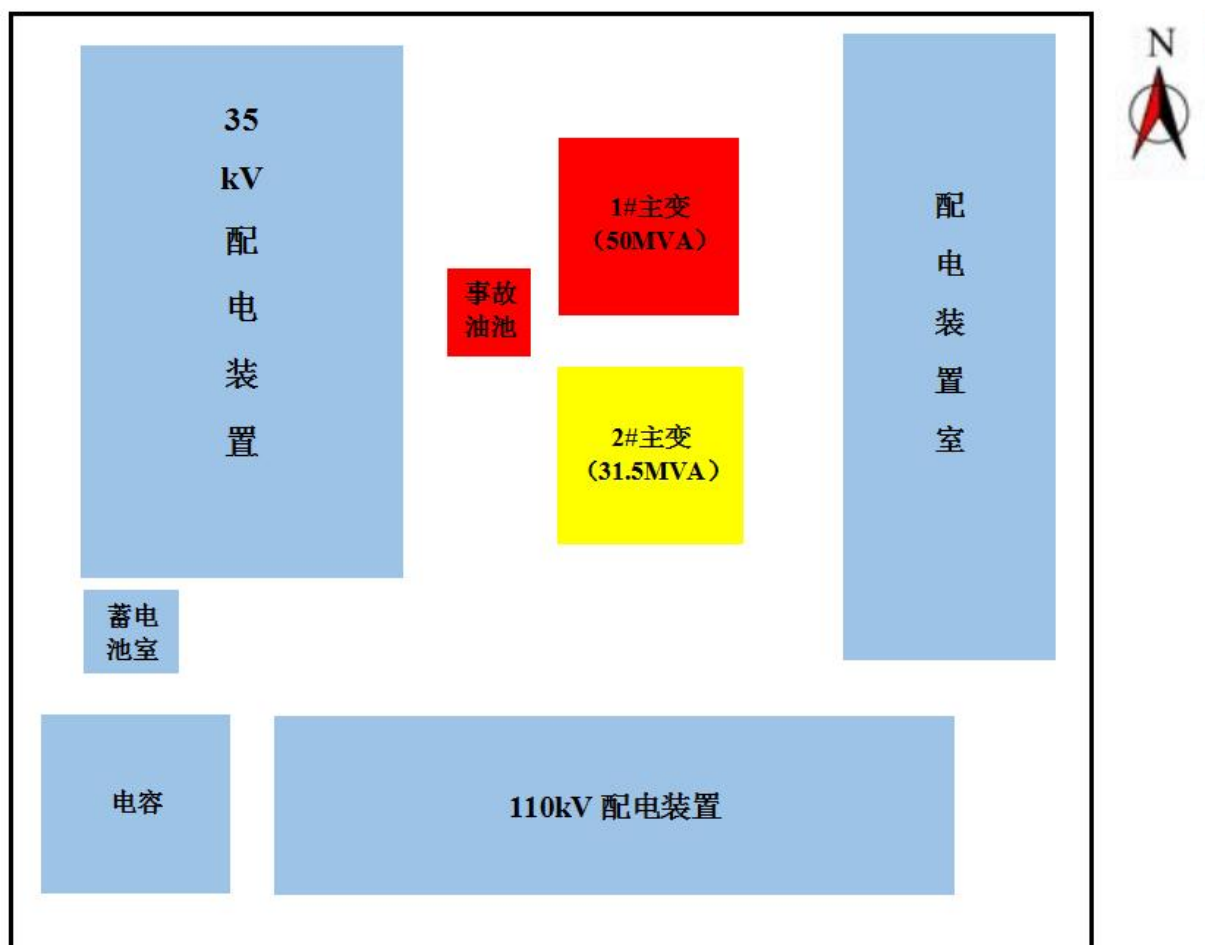 N
35
kV
配
电
装
置
1#主变
（50MVA）
事故
油池
2#主变
（31.5MVA）
配
电
装
置
室
蓄电
池室
电容
110kV 配电装置